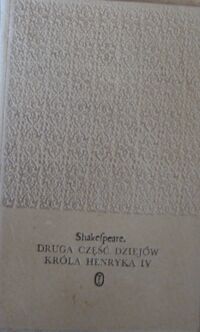 Shakeſpeare.
DRUGA CZĘŚĆ DZIEJÓW
KRÓLA HENRYKA IV